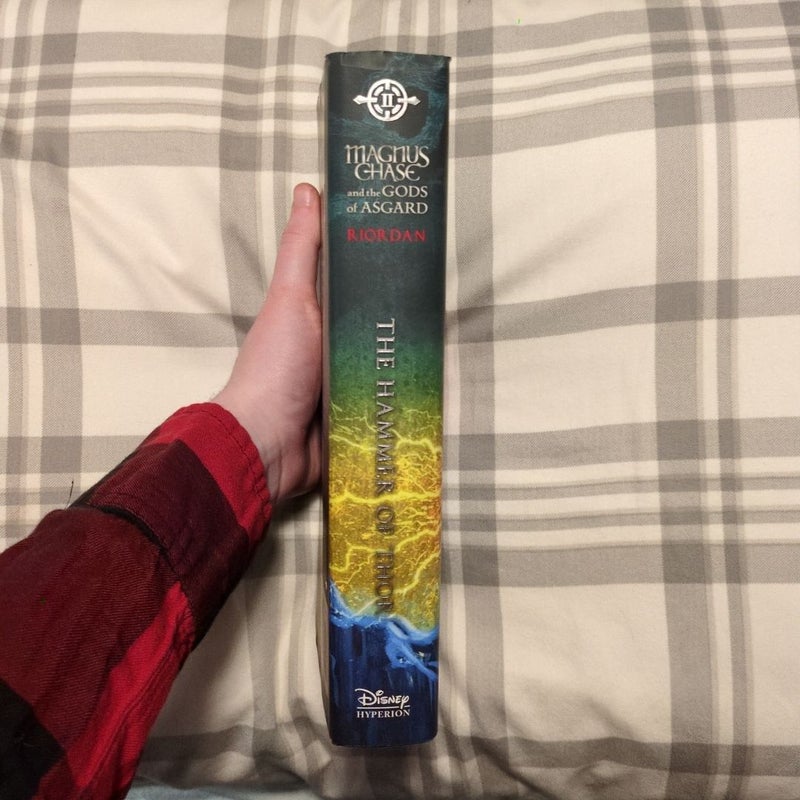 II
MAGNUS
CHASE
and the GODS
of ASGARD
RIORDAN
THE HAMMER OF THOR
DISNEY
HYPERION